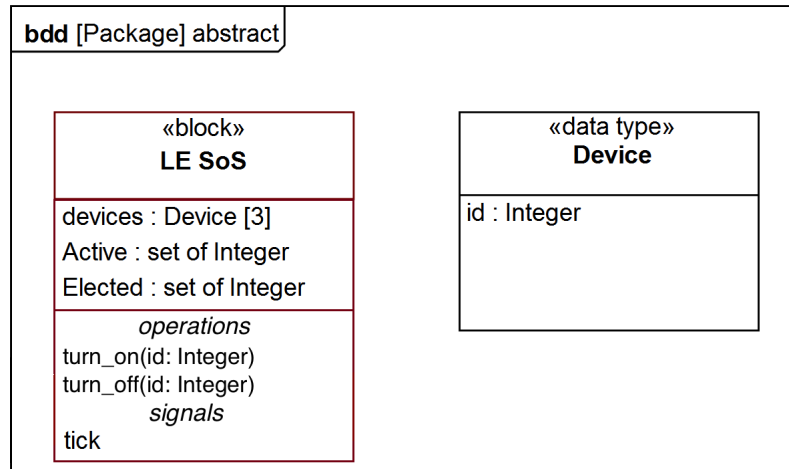 bdd [Package] abstract
«block»
LE SoS
devices : Device [3]
Active : set of Integer
Elected : set of Integer
operations
turn_on(id: Integer)
turn_off(id: Integer)
signals
tick
«data type»
Device
id : Integer